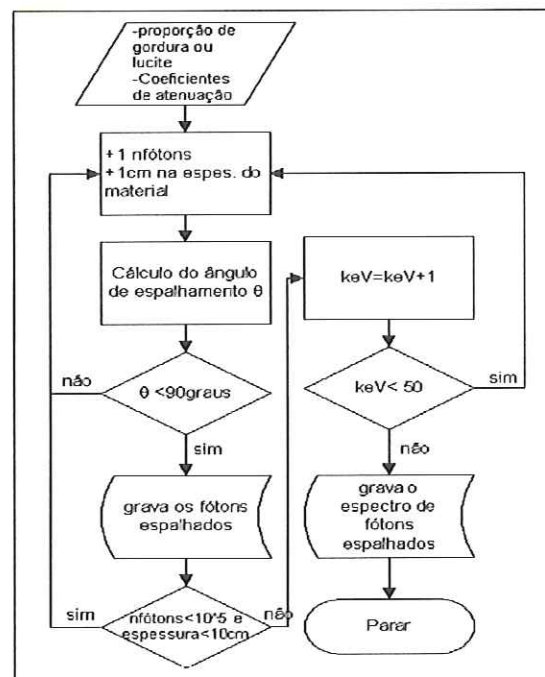 -proporção de
gordura ou
lucite
-Coeficientes
de atenuação
+1 nfótons
+1cm na espes. do
material
Cálculo do ângulo
de espalhamento θ
θ <90graus
não
sim
grava os fótons
espalhados
nfótons<10^5 e
espessura<10cm
sim
não
keV=keV+1
keV< 50
sim
não
grava o
espectro de
fótons
espalhados
Parar